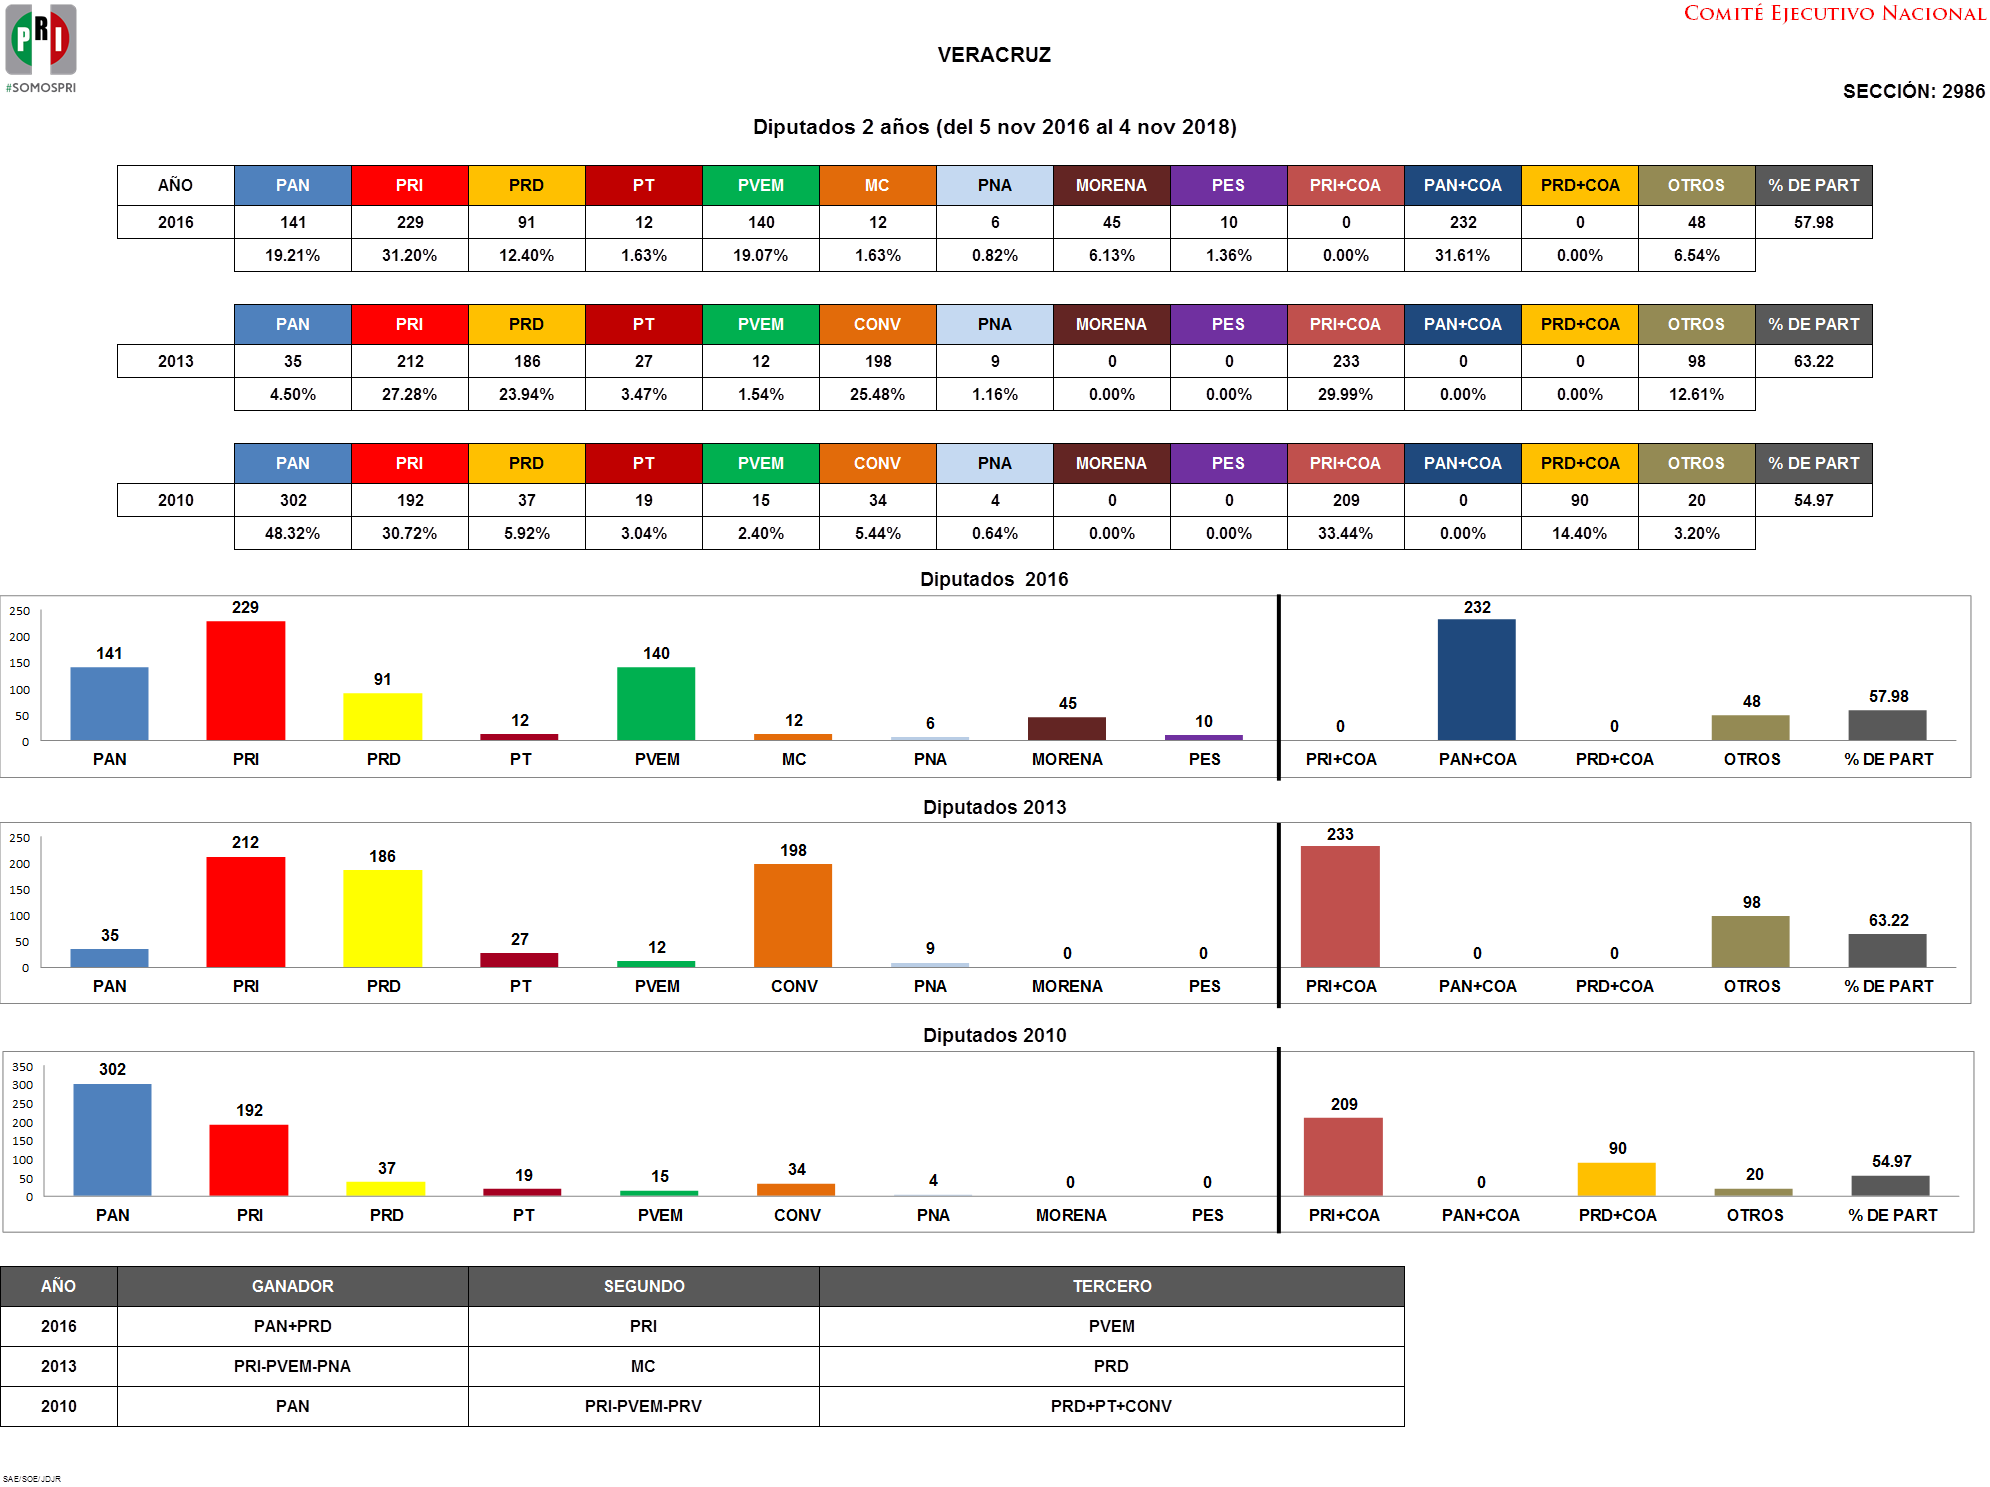 PRI
#SOMOSPRI
COMITÉ EJECUTIVO NACIONAL
VERACRUZ
SECCIÓN: 2986
Diputados 2 años (del 5 nov 2016 al 4 nov 2018)
AÑO PAN PRI PRD PT PVEM MC PNA MORENA PES PRI+COA PAN+COA PRD+COA OTROS % DE PART
2016 141 229 91 12 140 12 6 45 10 0 232 0 48 57.98
19.21% 31.20% 12.40% 1.63% 19.07% 1.63% 0.82% 6.13% 1.36% 0.00% 31.61% 0.00% 6.54%
PAN PRI PRD PT PVEM CONV PNA MORENA PES PRI+COA PAN+COA PRD+COA OTROS % DE PART
2013 35 212 186 27 12 198 9 0 0 233 0 0 98 63.22
4.50% 27.28% 23.94% 3.47% 1.54% 25.48% 1.16% 0.00% 0.00% 29.99% 0.00% 0.00% 12.61%
PAN PRI PRD PT PVEM CONV PNA MORENA PES PRI+COA PAN+COA PRD+COA OTROS % DE PART
2010 302 192 37 19 15 34 4 0 0 209 0 90 20 54.97
48.32% 30.72% 5.92% 3.04% 2.40% 5.44% 0.64% 0.00% 0.00% 33.44% 0.00% 14.40% 3.20%
Diputados 2016
250
200
150
100
50
0
141 229 91 12 140 12 6 45 10 0 232 0 48 57.98
PAN PRI PRD PT PVEM MC PNA MORENA PES PRI+COA PAN+COA PRD+COA OTROS % DE PART
Diputados 2013
250
200
150
100
50
0
35 212 186 27 12 198 9 0 0 233 0 0 98 63.22
PAN PRI PRD PT PVEM CONV PNA MORENA PES PRI+COA PAN+COA PRD+COA OTROS % DE PART
Diputados 2010
350
300
250
200
150
100
50
0
302 192 37 19 15 34 4 0 0 209 0 90 20 54.97
PAN PRI PRD PT PVEM CONV PNA MORENA PES PRI+COA PAN+COA PRD+COA OTROS % DE PART
AÑO GANADOR SEGUNDO TERCERO
2016 PAN+PRD PRI PVEM
2013 PRI-PVEM-PNA MC PRD
2010 PAN PRI-PVEM-PRV PRD+PT+CONV
SAE/SOE/JDJR